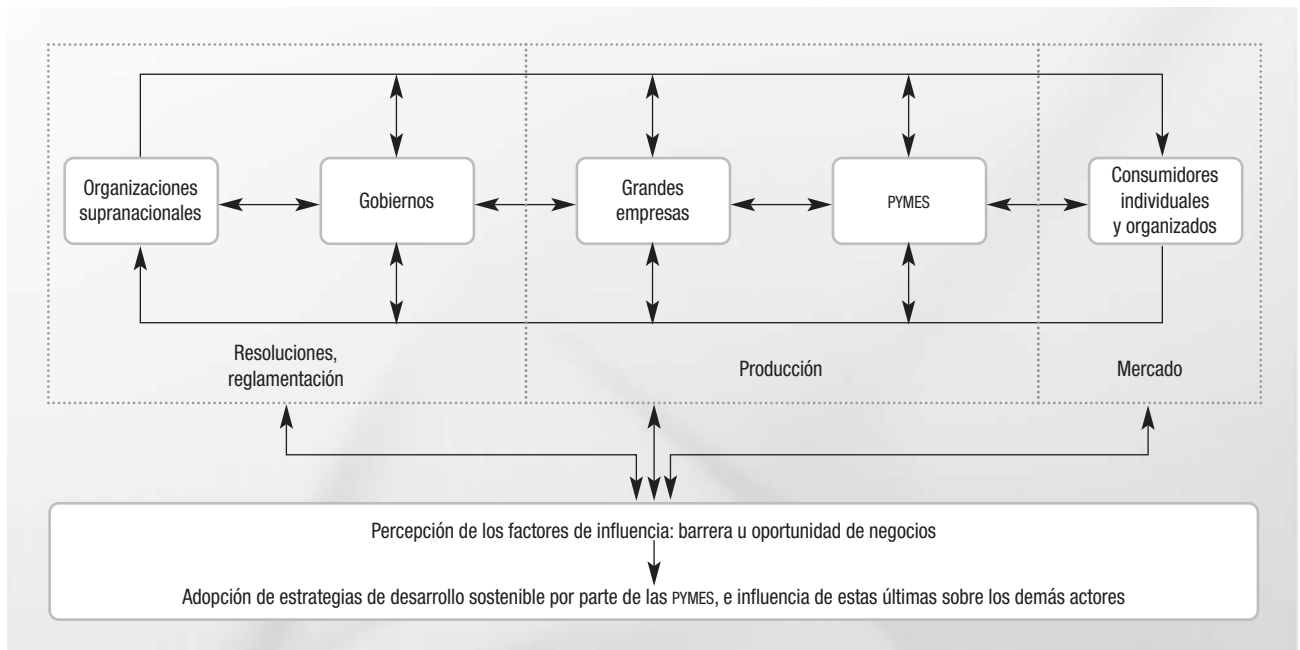 Organizaciones
supranacionales
Gobiernos
Grandes
empresas
PYMES
Consumidores
individuales
y organizados
Resoluciones,
reglamentación
Producción
Mercado
Percepción de los factores de influencia: barrera u oportunidad de negocios
Adopción de estrategias de desarrollo sostenible por parte de las PYMES, e influencia de estas últimas sobre los demás actores